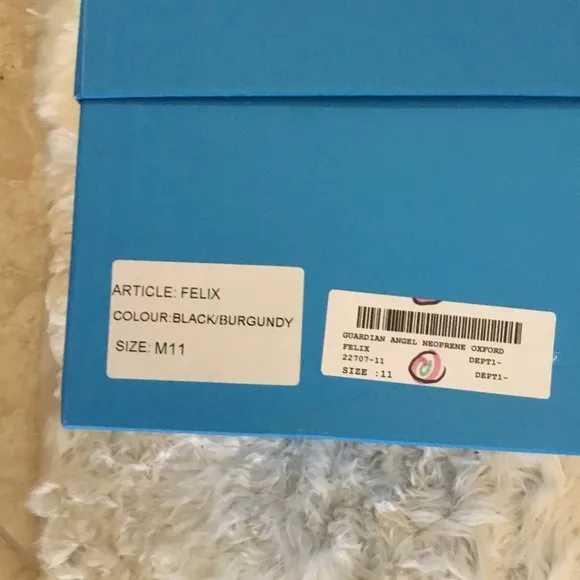 ARTICLE: FELIX
COLOUR:BLACK/BURGUNDY
SIZE: M11
GUARDIAN ANGEL NEOPRENE OXFORD
FELIX
22707-11 DEPT1-
SIZE :11 DEPT1-